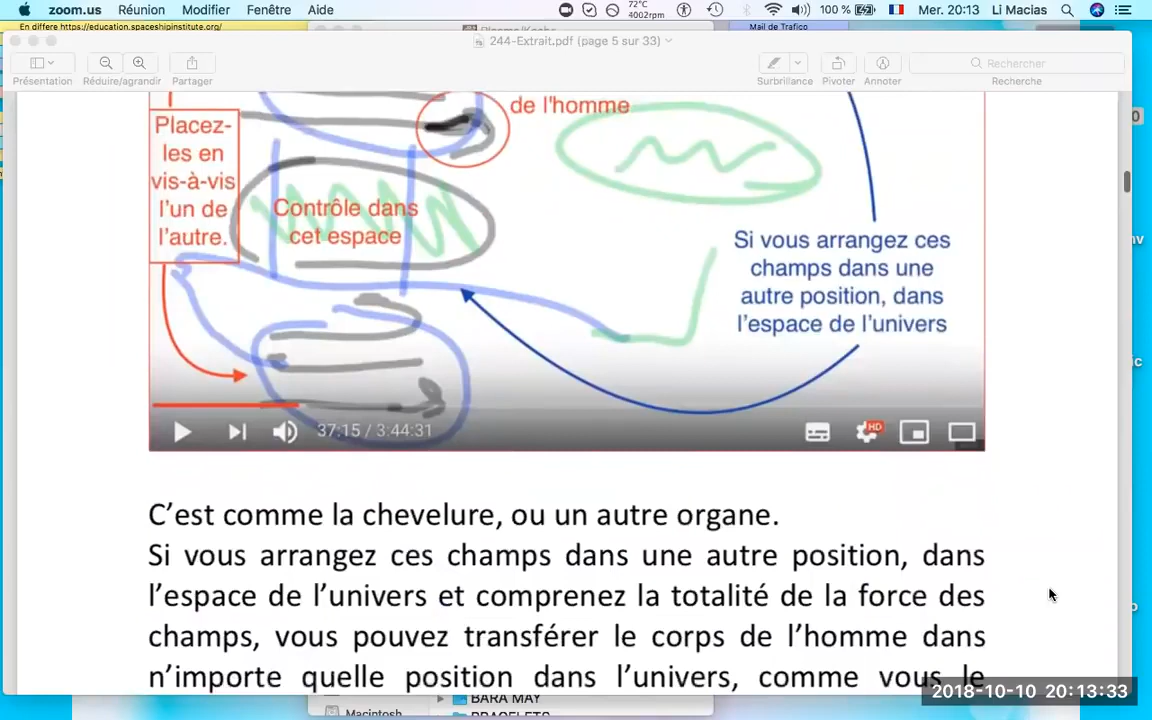 zoom.us Réunion Modifier Fenêtre Aide 72°C 4002rpm 100 % Mer. 20:13 Li Macias
En differe https://education.spaceshipinstitute.org/
Mail de Trafico
244-Extrait.pdf (page 5 sur 33)
Rechercher
Présentation Réduire/agrandir Partager Surbrillance Pivoter Annoter Recherche
de l'homme
Placez-
les en
vis-à-vis
l'un de
l'autre.
Contrôle dans
cet espace
Si vous arrangez ces
champs dans une
autre position, dans
l'espace de l'univers
HD
37:15 / 3:44:31
C'est comme la chevelure, ou un autre organe.
Si vous arrangez ces champs dans une autre position, dans
l'espace de l'univers et comprenez la totalité de la force des
champs, vous pouvez transférer le corps de l'homme dans
n'importe quelle position dans l'univers, comme vous le
2018-10-10 20:13:33
BARA MAY
Macintosh
BRACELETS